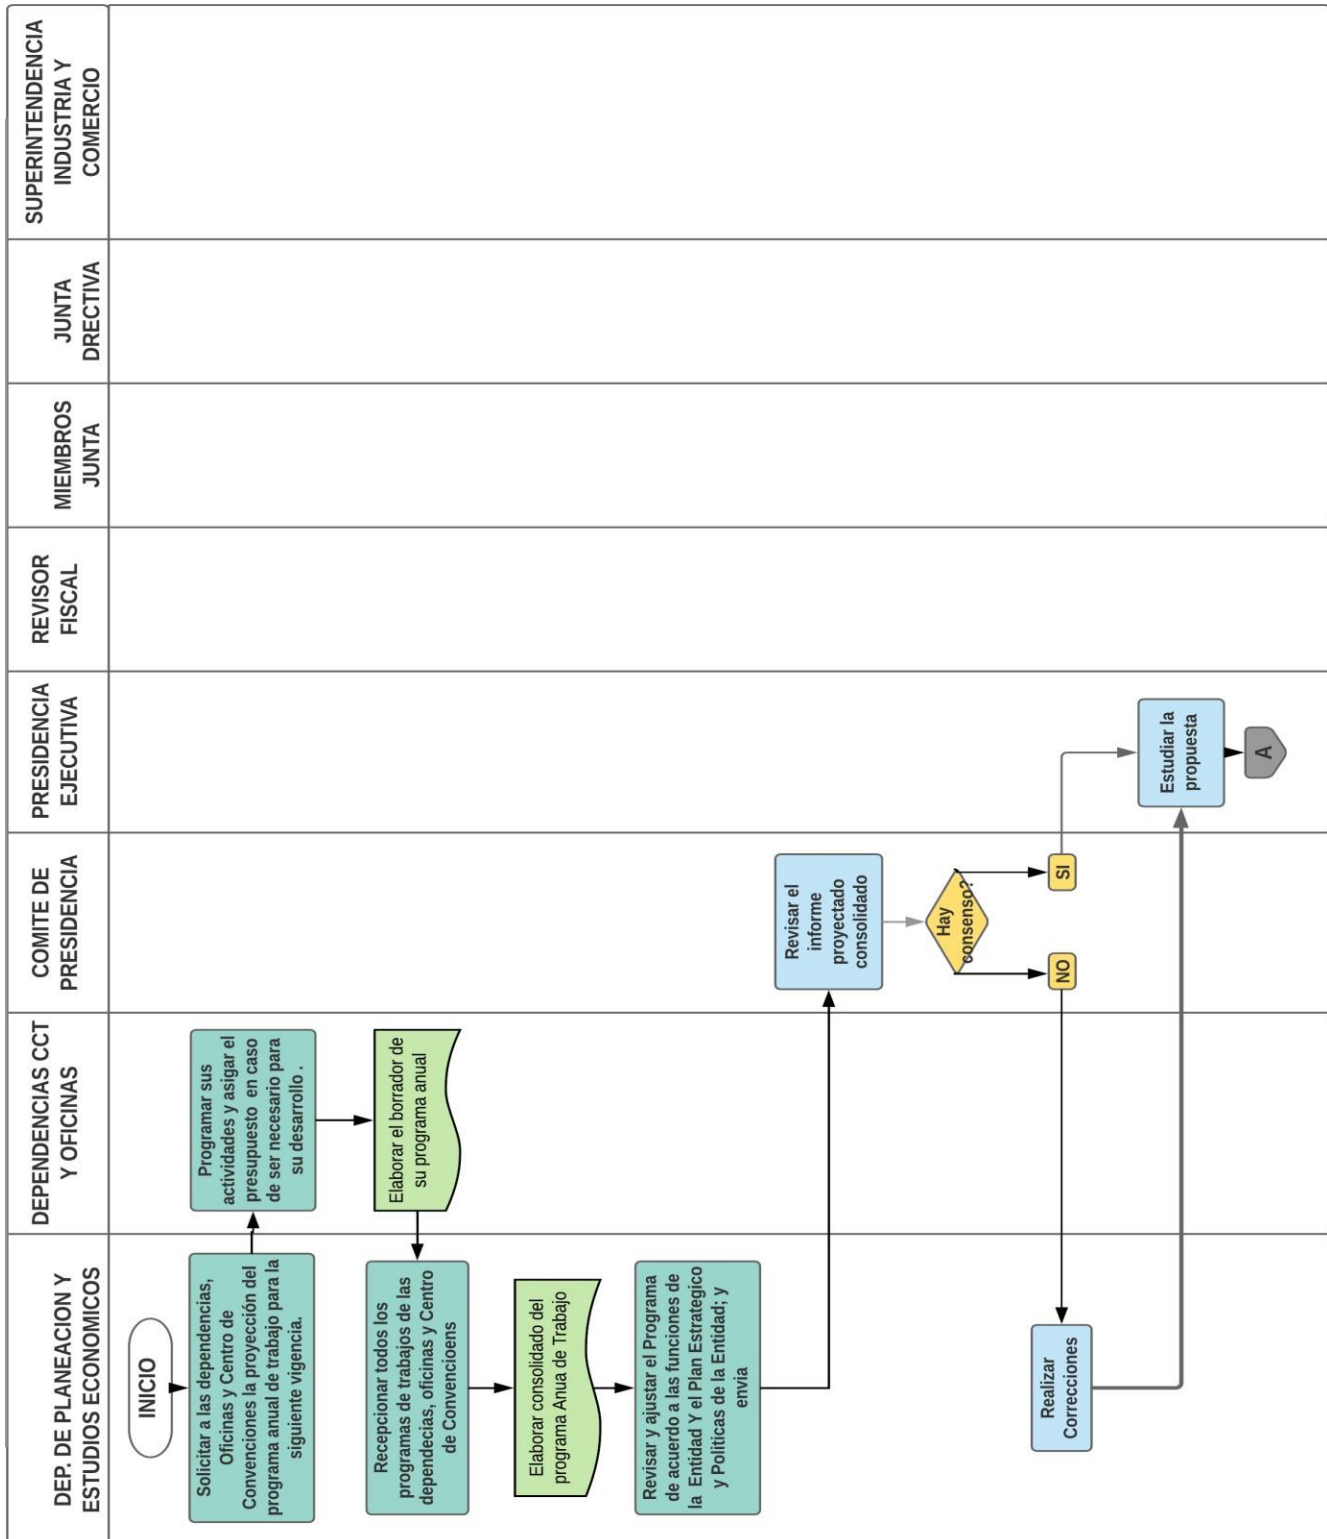 DEP. DE PLANEACION Y
ESTUDIOS ECONOMICOS
DEPENDENCIAS CCT
Y OFICINAS
COMITE DE
PRESIDENCIA
PRESIDENCIA
EJECUTIVA
REVISOR
FISCAL
MIEMBROS
JUNTA
JUNTA
DRECTIVA
SUPERINTENDENCIA
INDUSTRIA Y
COMERCIO
INICIO
Solicitar a las dependencias,
Oficinas y Centro de
Convenciones la proyección del
programa anual de trabajo para la
siguiente vigencia.
Programar sus
actividades y asigar el
presupuesto en caso
de ser necesario para
su desarrollo .
Elaborar el borrador de
su programa anual
Recepcionar todos los
programas de trabajos de las
dependecias, oficinas y Centro
de Convencioens
Elaborar consolidado del
programa Anua de Trabajo
Revisar y ajustar el Programa
de acuerdo a las funciones de
la Entidad Y el Plan Estrategico
y Politicas de la Entidad; y
envia
Revisar el
informe
proyectado
consolidado
Hay
consenso?
NO
SI
Realizar
Correcciones
Estudiar la
propuesta
A